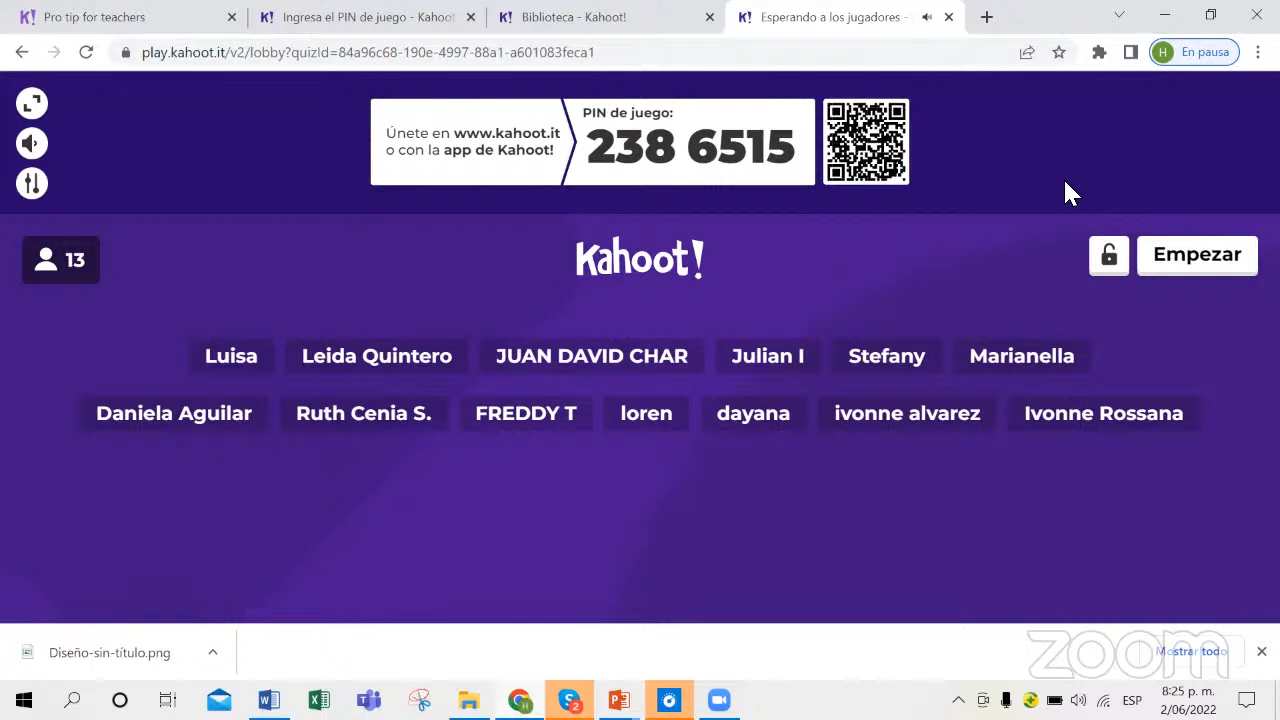 Pro tip for teachers
Ingresa el PIN de juego - Kahoot
Biblioteca - Kahoot!
Esperando a los jugadores -
play.kahoot.it/v2/lobby?quizId=84a96c68-190e-4997-88a1-a601083feca1
H
En pausa
Únete en www.kahoot.it
o con la app de Kahoot!
PIN de juego:
238 6515
13
Kahoot!
Empezar
Luisa
Leida Quintero
JUAN DAVID CHAR
Julian I
Stefany
Marianella
Daniela Aguilar
Ruth Cenia S.
FREDDY T
loren
dayana
ivonne alvarez
Ivonne Rossana
Diseño-sin-título.png
Mostrar todo
zoom
2
ESP
8:25 p. m.
2/06/2022